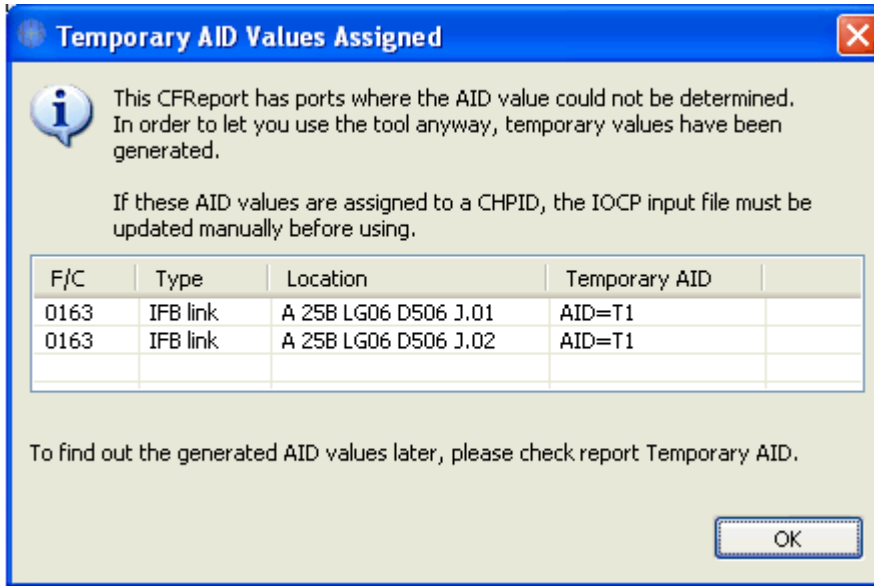 Temporary AID Values Assigned
This CFReport has ports where the AID value could not be determined.
In order to let you use the tool anyway, temporary values have been
generated.
If these AID values are assigned to a CHPID, the IOCP input file must be
updated manually before using.
F/C Type Location Temporary AID
0163 IFB link A 25B LG06 D506 J.01 AID=T1
0163 IFB link A 25B LG06 D506 J.02 AID=T1
To find out the generated AID values later, please check report Temporary AID.
OK